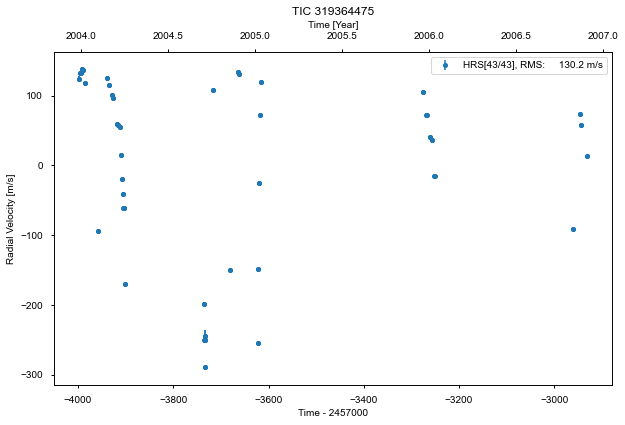 TIC 319364475
Time [Year]
2004.0 2004.5 2005.0 2005.5 2006.0 2006.5 2007.0
HRS[43/43], RMS: 130.2 m/s
Radial Velocity [m/s]
100
0
−100
−200
−300
−4000 −3800 −3600 −3400 −3200 −3000
Time - 2457000